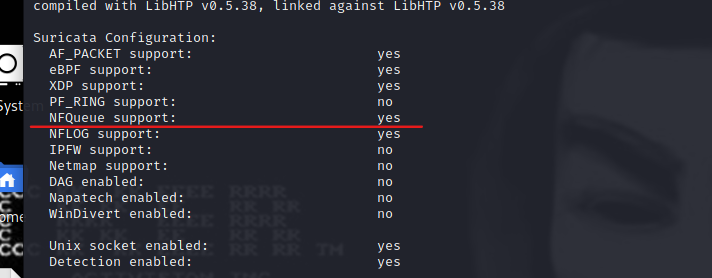 compiled with LibHTP v0.5.38, linked against LibHTP v0.5.38
Suricata Configuration:
AF_PACKET support: yes
eBPF support: yes
XDP support: yes
PF_RING support: no
NFQueue support: yes
NFLOG support: yes
IPFW support: no
Netmap support: no
DAG enabled: no
Napatech enabled: no
WinDivert enabled: no
Unix socket enabled: yes
Detection enabled: yes
System